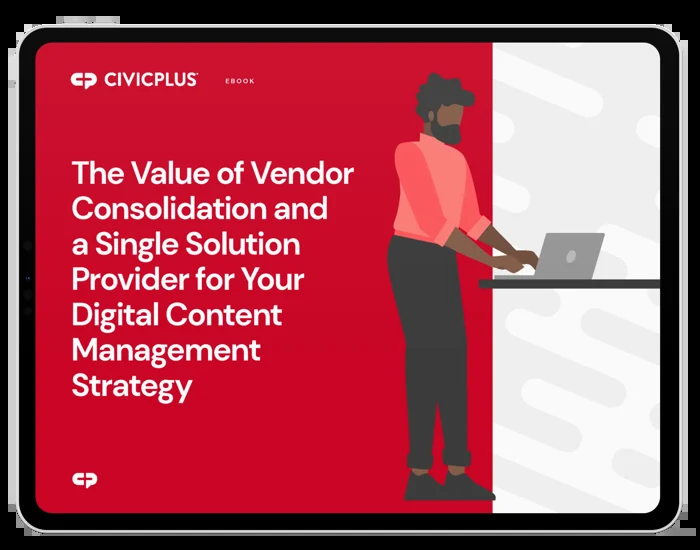 CIVICPLUS
EBOOK
The Value of Vendor
Consolidation and
a Single Solution
Provider for Your
Digital Content
Management
Strategy